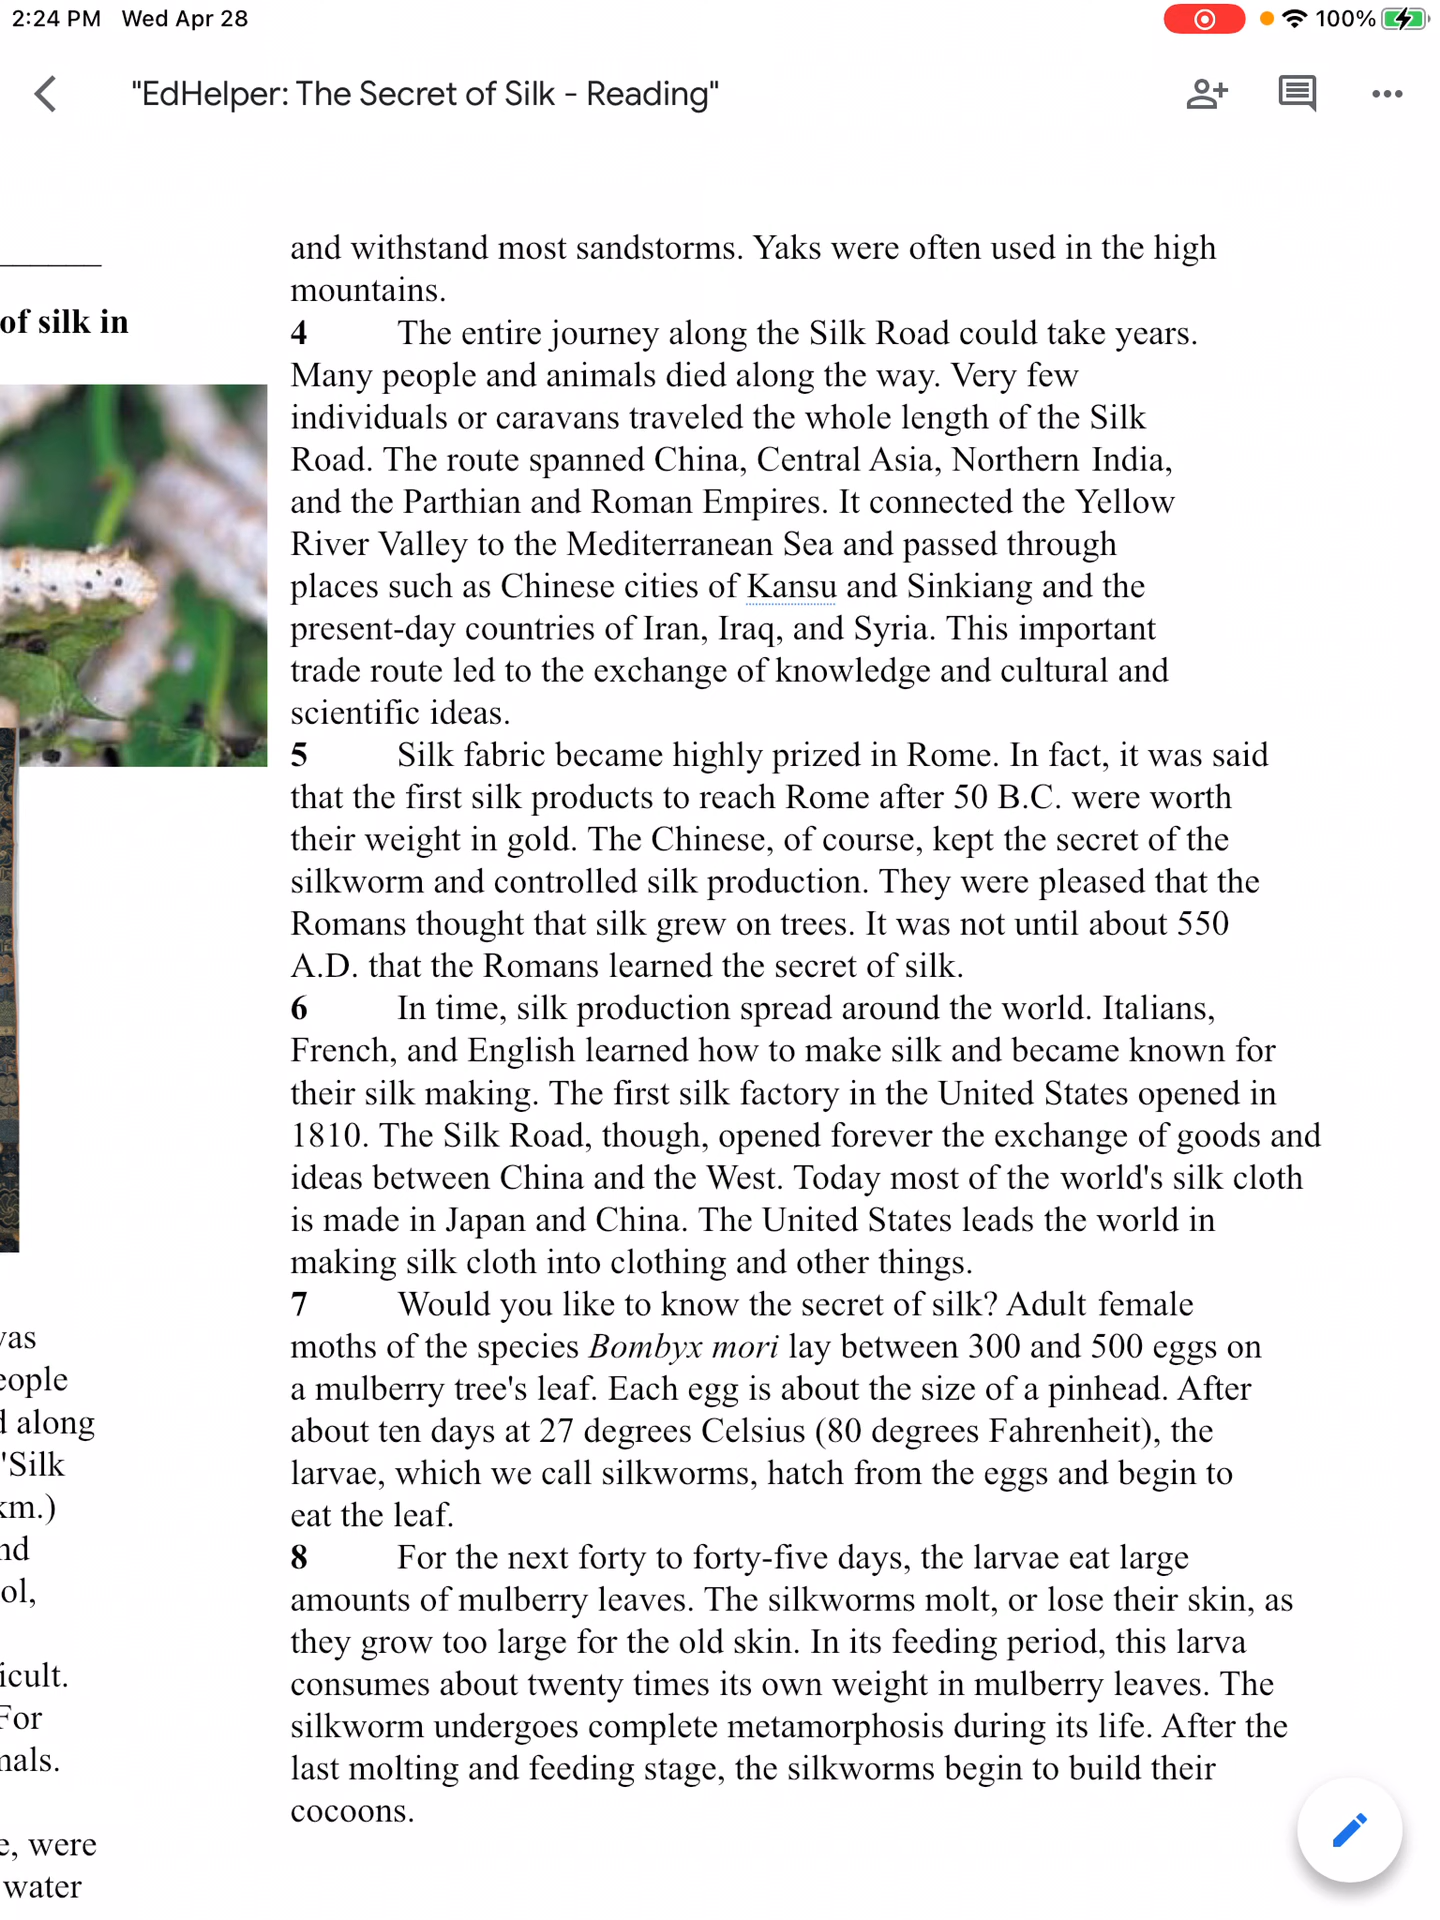 2:24 PM Wed Apr 28 100%
"EdHelper: The Secret of Silk - Reading"
of silk in
was
eople
d along
"Silk
km.)
nd
ol,
icult.
For
mals.
e, were
water
and withstand most sandstorms. Yaks were often used in the high
mountains.
4 The entire journey along the Silk Road could take years.
Many people and animals died along the way. Very few
individuals or caravans traveled the whole length of the Silk
Road. The route spanned China, Central Asia, Northern India,
and the Parthian and Roman Empires. It connected the Yellow
River Valley to the Mediterranean Sea and passed through
places such as Chinese cities of Kansu and Sinkiang and the
present-day countries of Iran, Iraq, and Syria. This important
trade route led to the exchange of knowledge and cultural and
scientific ideas.
5 Silk fabric became highly prized in Rome. In fact, it was said
that the first silk products to reach Rome after 50 B.C. were worth
their weight in gold. The Chinese, of course, kept the secret of the
silkworm and controlled silk production. They were pleased that the
Romans thought that silk grew on trees. It was not until about 550
A.D. that the Romans learned the secret of silk.
6 In time, silk production spread around the world. Italians,
French, and English learned how to make silk and became known for
their silk making. The first silk factory in the United States opened in
1810. The Silk Road, though, opened forever the exchange of goods and
ideas between China and the West. Today most of the world's silk cloth
is made in Japan and China. The United States leads the world in
making silk cloth into clothing and other things.
7 Would you like to know the secret of silk? Adult female
moths of the species Bombyx mori lay between 300 and 500 eggs on
a mulberry tree's leaf. Each egg is about the size of a pinhead. After
about ten days at 27 degrees Celsius (80 degrees Fahrenheit), the
larvae, which we call silkworms, hatch from the eggs and begin to
eat the leaf.
8 For the next forty to forty-five days, the larvae eat large
amounts of mulberry leaves. The silkworms molt, or lose their skin, as
they grow too large for the old skin. In its feeding period, this larva
consumes about twenty times its own weight in mulberry leaves. The
silkworm undergoes complete metamorphosis during its life. After the
last molting and feeding stage, the silkworms begin to build their
cocoons.